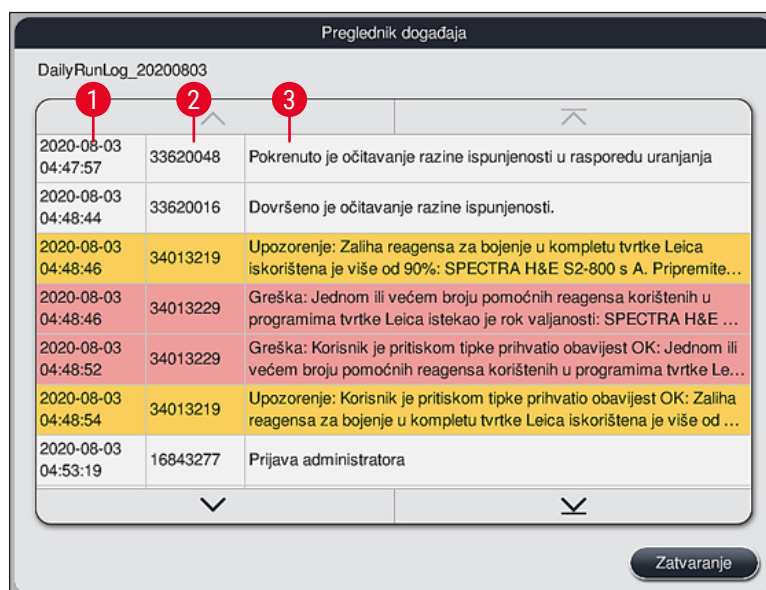 Preglednik događaja
DailyRunLog_20200803
1 2 3
2020-08-03
04:47:57
33620048
Pokrenuto je očitavanje razine ispunjenosti u rasporedu uranjanja
2020-08-03
04:48:44
33620016
Dovršeno je očitavanje razine ispunjenosti.
2020-08-03
04:48:46
34013219
Upozorenje: Zaliha reagensa za bojenje u kompletu tvrtke Leica
iskorištena je više od 90%: SPECTRA H&E S2-800 s A. Pripremite...
2020-08-03
04:48:46
34013229
Greška: Jednom ili većem broju pomoćnih reagensa korištenih u
programima tvrtke Leica istekao je rok valjanosti: SPECTRA H&E ...
2020-08-03
04:48:52
34013229
Greška: Korisnik je pritiskom tipke prihvatio obavijest OK: Jednom ili
većem broju pomoćnih reagensa korištenih u programima tvrtke Le...
2020-08-03
04:48:54
34013219
Upozorenje: Korisnik je pritiskom tipke prihvatio obavijest OK: Zaliha
reagensa za bojenje u kompletu tvrtke Leica iskorištena je više od ...
2020-08-03
04:53:19
16843277
Prijava administratora
Zatvaranje